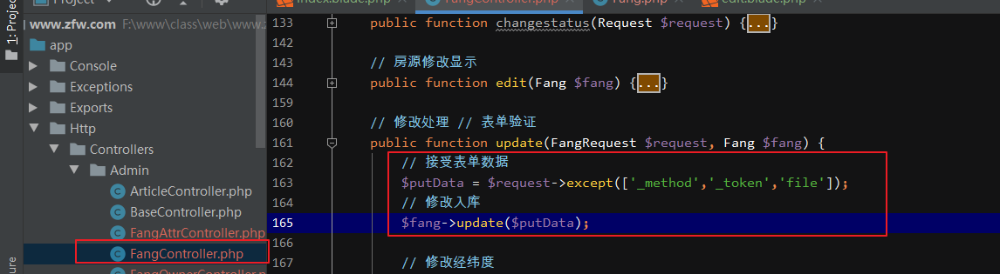 Project
index.blade.php
FangController.php
Fang.php
edit.blade.php
1: Project
www.zfw.com F:\www\class\web\www.z
app
Console
Exceptions
Exports
Http
Controllers
Admin
ArticleController.php
BaseController.php
FangAttrController.php
FangController.php
FangOwnerController.p
133 public function changestatus(Request $request) {...}
142
143 // 房源修改显示
144 public function edit(Fang $fang) {...}
159
160 // 修改处理 // 表单验证
161 public function update(FangRequest $request, Fang $fang) {
162 // 接受表单数据
163 $putData = $request->except(['_method','_token','file']);
164 // 修改入库
165 $fang->update($putData);
166
167 // 修改经纬度